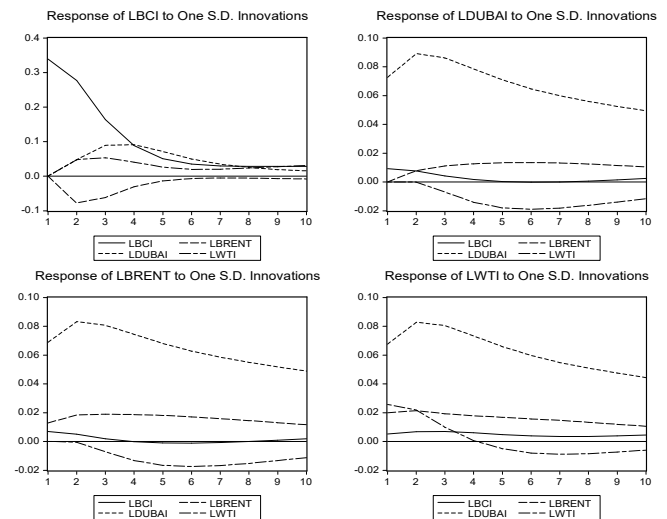 Response of LBCI to One S.D. Innovations
0.4
0.3
0.2
0.1
0.0
-0.1
1 2 3 4 5 6 7 8 9 10
LBCI LBRENT
LDUBAI LWTI
Response of LDUBAI to One S.D. Innovations
0.10
0.08
0.06
0.04
0.02
0.00
-0.02
1 2 3 4 5 6 7 8 9 10
LBCI LBRENT
LDUBAI LWTI
Response of LBRENT to One S.D. Innovations
0.10
0.08
0.06
0.04
0.02
0.00
-0.02
1 2 3 4 5 6 7 8 9 10
LBCI LBRENT
LDUBAI LWTI
Response of LWTI to One S.D. Innovations
0.10
0.08
0.06
0.04
0.02
0.00
-0.02
1 2 3 4 5 6 7 8 9 10
LBCI LBRENT
LDUBAI LWTI